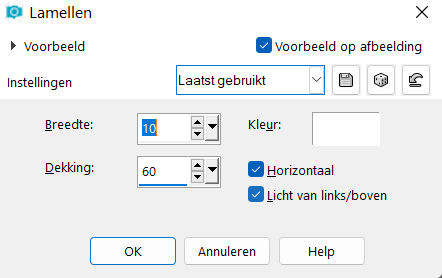 Lamellen
Voorbeeld
Voorbeeld op afbeelding
Instellingen
Laatst gebruikt
Breedte:
10
Kleur:
Dekking:
60
Horizontaal
Licht van links/boven
OK
Annuleren
Help